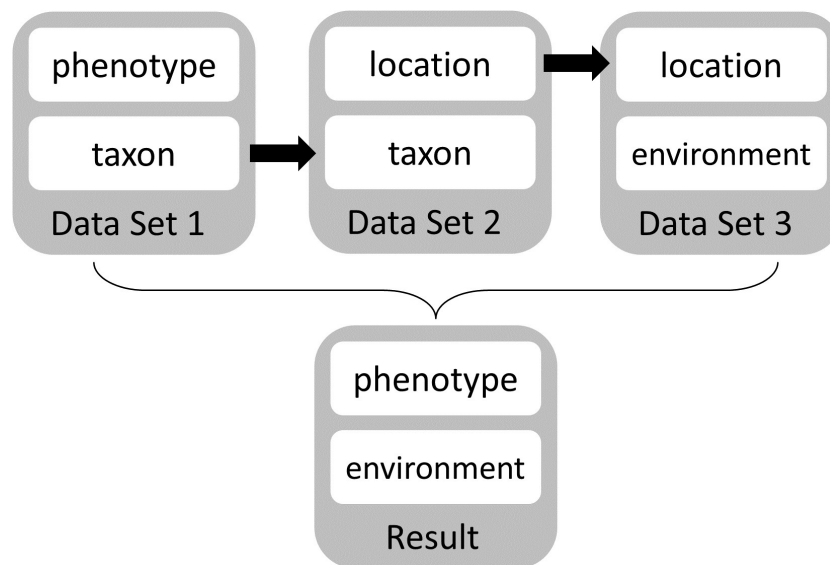 phenotype
taxon
Data Set 1
location
taxon
Data Set 2
location
environment
Data Set 3
phenotype
environment
Result